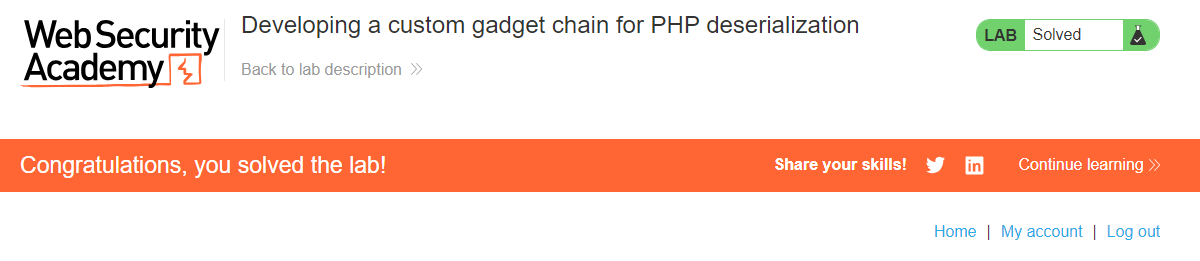 Web Security
Academy
Developing a custom gadget chain for PHP deserialization
Back to lab description
LAB Solved
Congratulations, you solved the lab!
Share your skills!
in
Continue learning
Home | My account | Log out